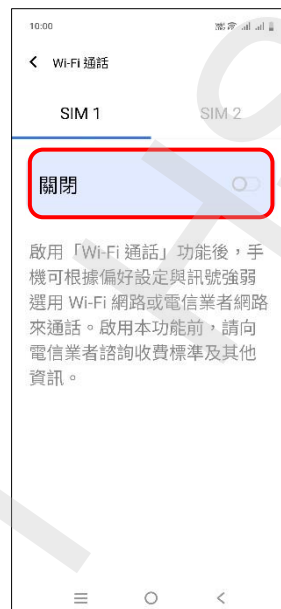 10:00
Wi-Fi 通話
SIM 1
SIM 2
關閉
啟用「Wi-Fi 通話」功能後，手
機可根據偏好設定與訊號強弱
選用 Wi-Fi 網路或電信業者網路
來通話。啟用本功能前，請向
電信業者諮詢收費標準及其他
資訊。